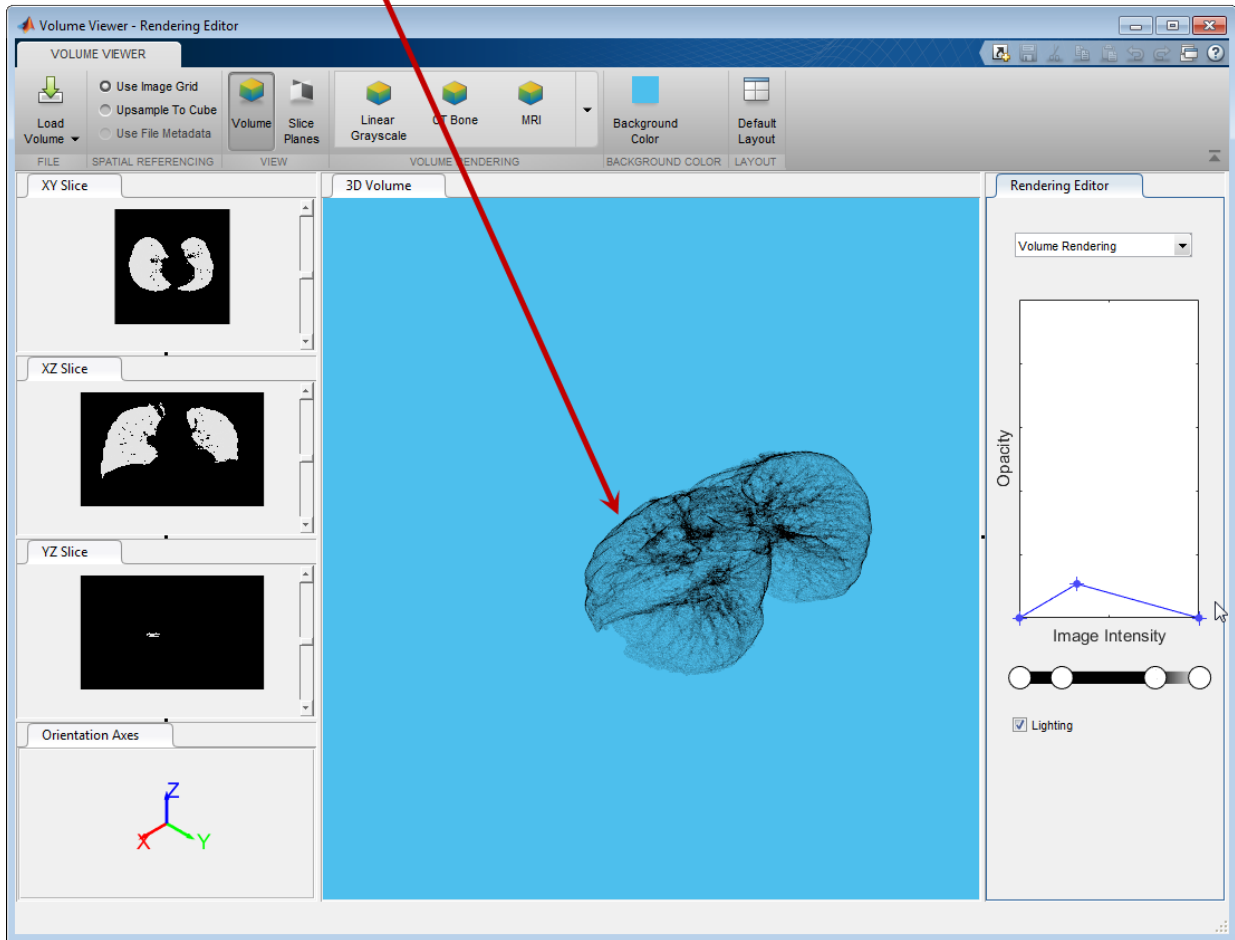 Volume Viewer - Rendering Editor
VOLUME VIEWER
Load
Volume
Use Image Grid
Upsample To Cube
Use File Metadata
Volume
Slice
Planes
Linear
Grayscale
CT Bone
MRI
Background
Color
Default
Layout
FILE
SPATIAL REFERENCING
VIEW
VOLUME RENDERING
BACKGROUND COLOR
LAYOUT
XY Slice
XZ Slice
YZ Slice
Orientation Axes
Z
X
Y
3D Volume
Rendering Editor
Volume Rendering
Opacity
Image Intensity
Lighting